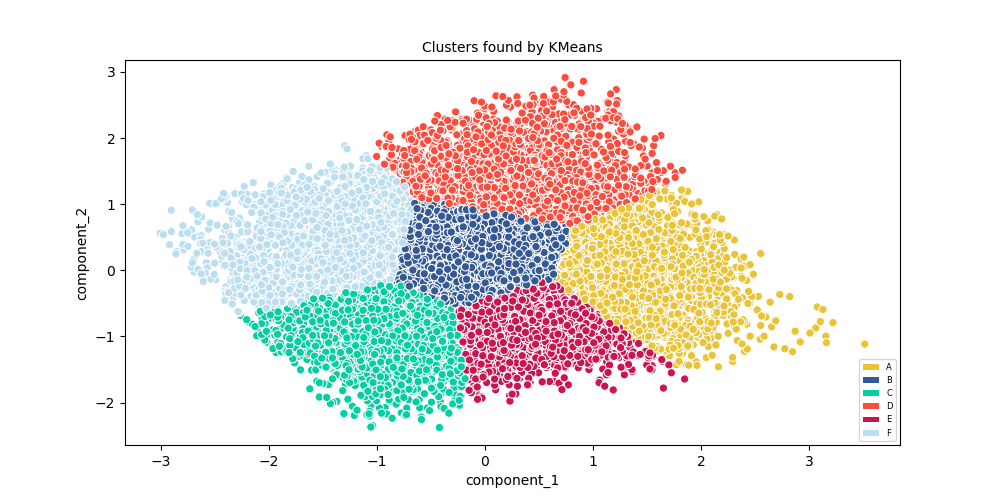 Clusters found by KMeans
3
2
1
0
−1
−2
component_2
−3
−2
−1
0
1
2
3
component_1
A
B
C
D
E
F